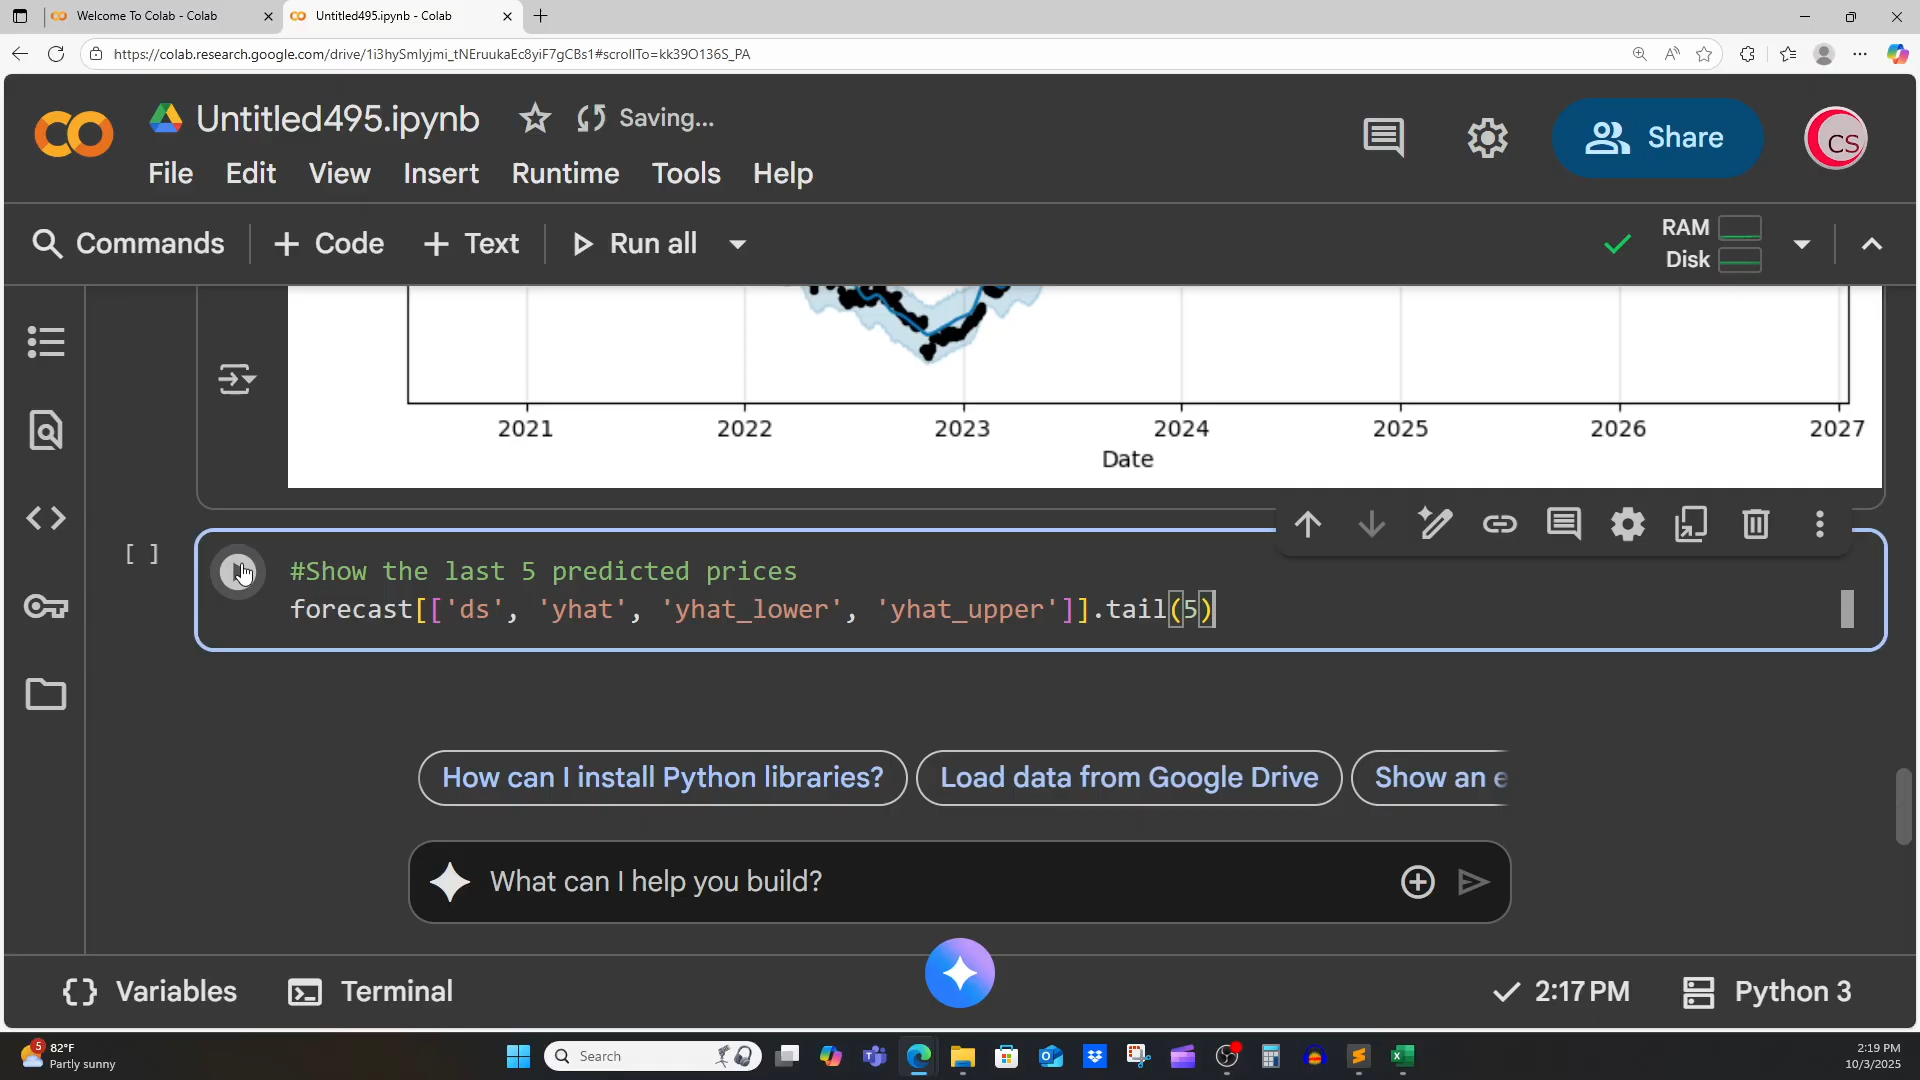 Welcome To Colab - Colab
Untitled495.ipynb - Colab
https://colab.research.google.com/drive/1i3hySmlyjmi_tNEruukaEc8yiF7gCBs1#scrollTo=kk39O136S_PA
Untitled495.ipynb
Saving...
Share
CS
File Edit View Insert Runtime Tools Help
Commands
+ Code
+ Text
Run all
RAM
Disk
2021 2022 2023 2024 2025 2026 2027
Date
[ ]
#Show the last 5 predicted prices
forecast[['ds', 'yhat', 'yhat_lower', 'yhat_upper']].tail(5)
How can I install Python libraries?
Load data from Google Drive
Show an e
What can I help you build?
Variables
Terminal
2:17 PM
Python 3
5
82°F
Partly sunny
Search
2:19 PM
10/3/2025